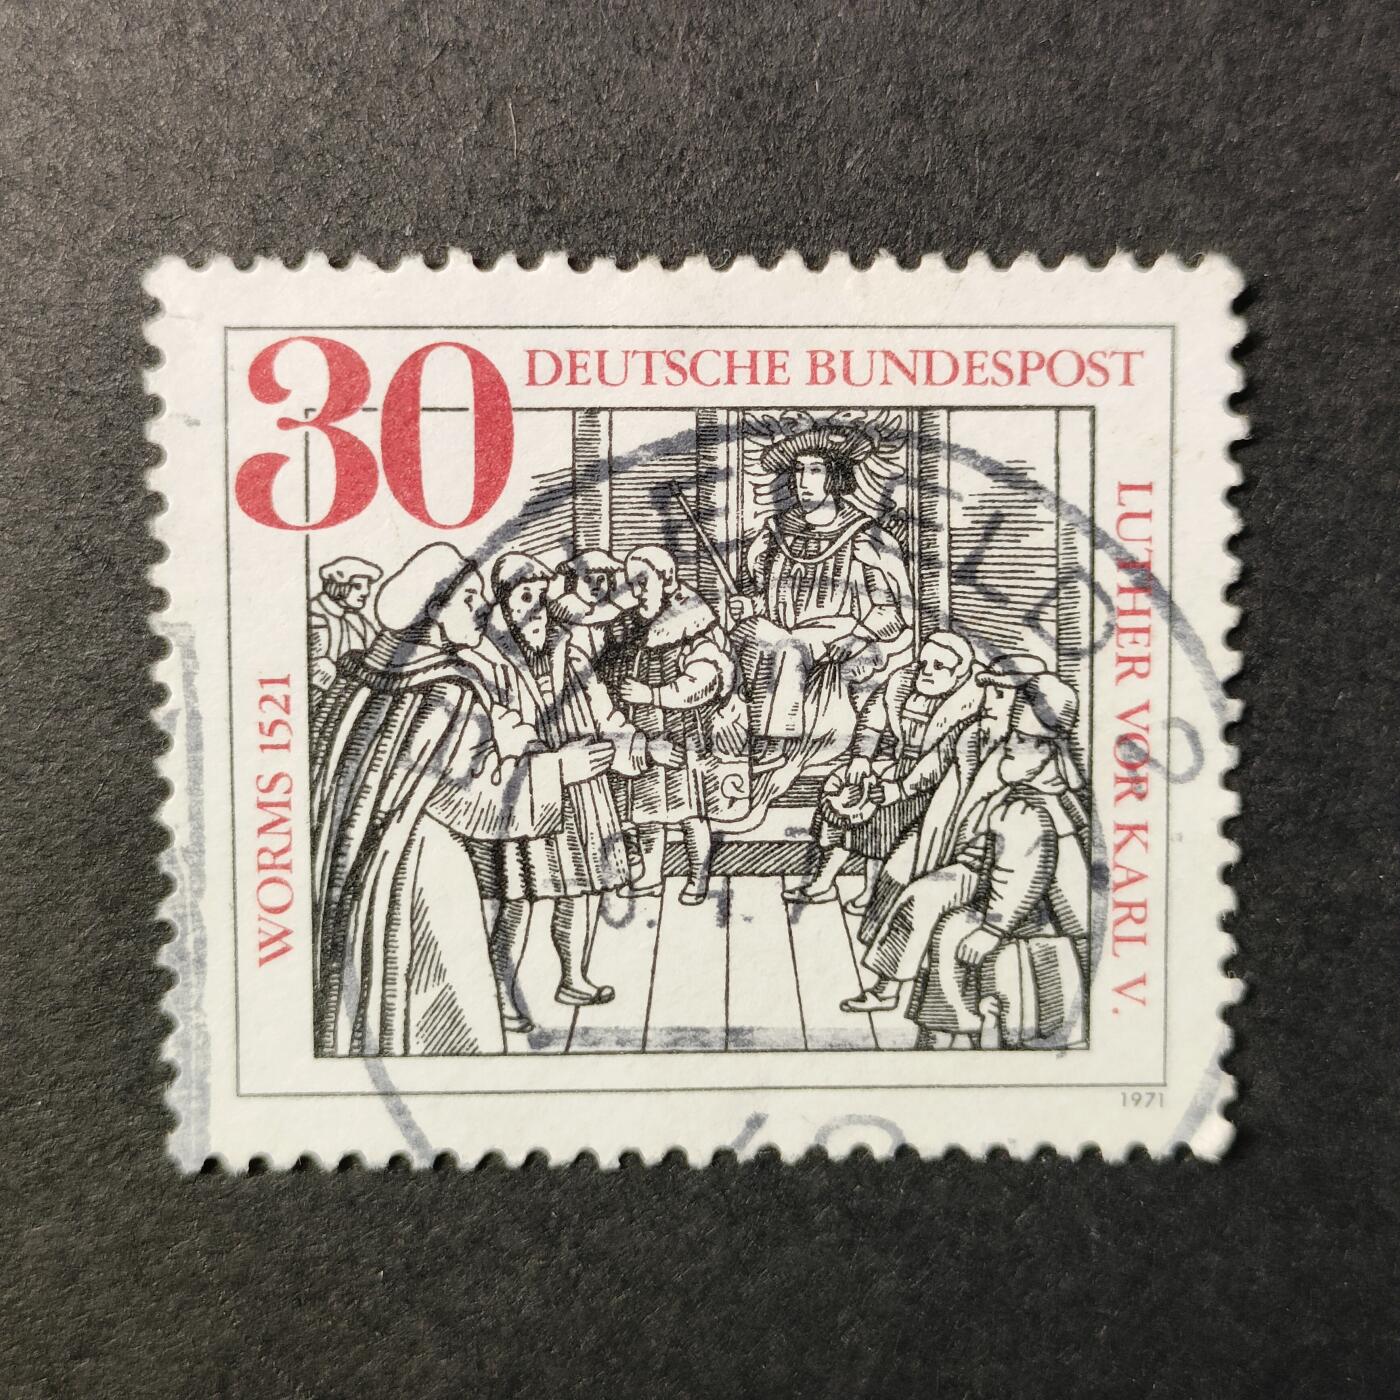 30 DEUTSCHE BUNDESPOST
WORMS 1521
LUTHER VOR KARL V.
1971